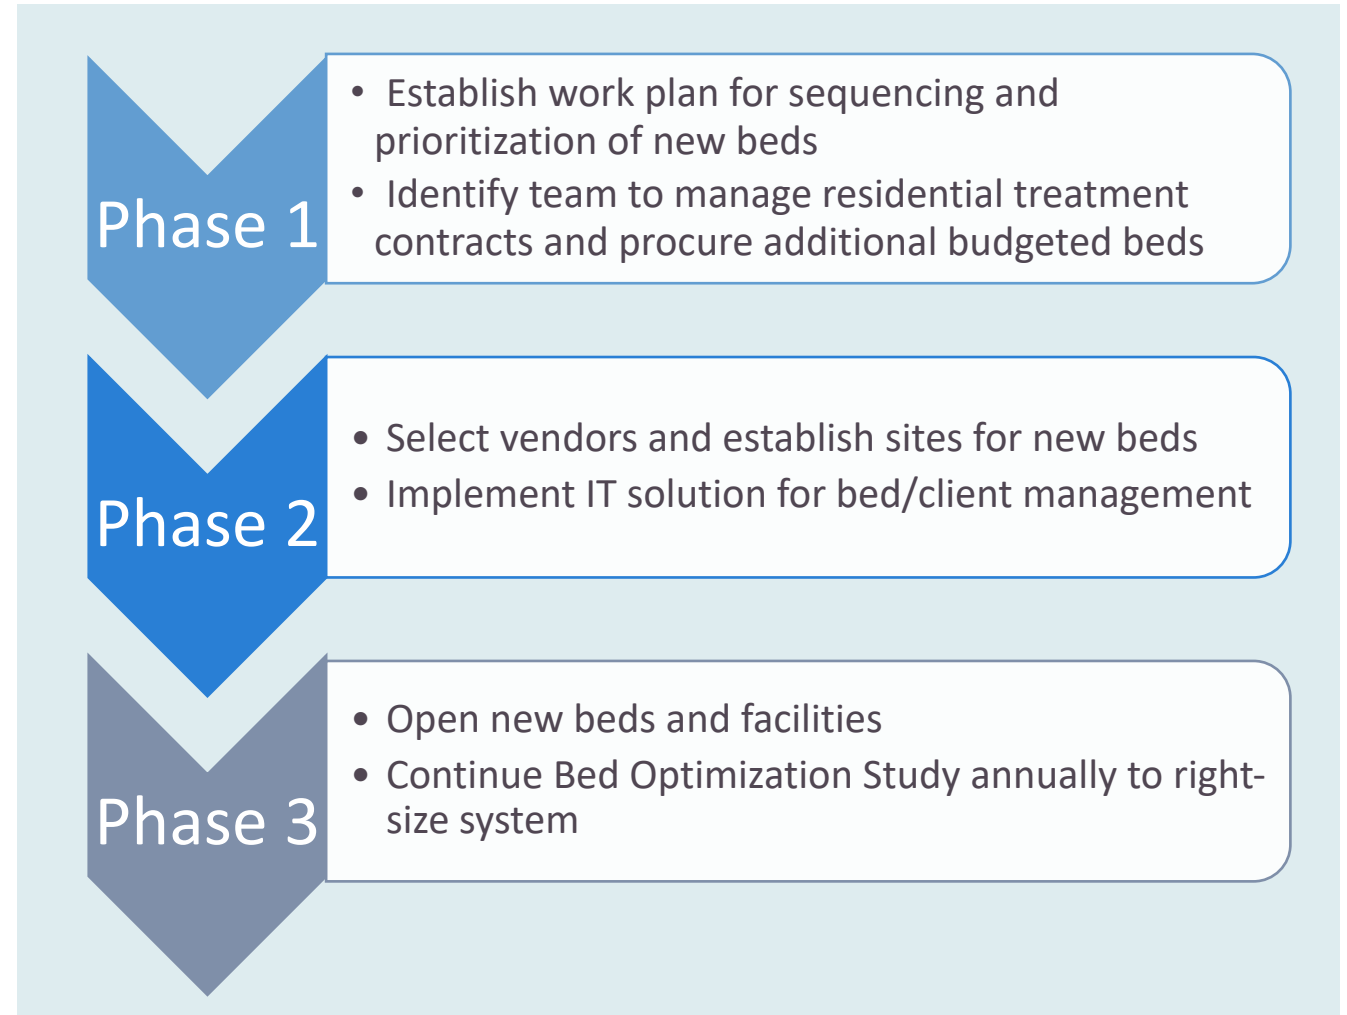 • Establish work plan for sequencing and
prioritization of new beds
• Identify team to manage residential treatment
contracts and procure additional budgeted beds
Phase 1
• Select vendors and establish sites for new beds
• Implement IT solution for bed/client management
Phase 2
• Open new beds and facilities
• Continue Bed Optimization Study annually to right-
size system
Phase 3